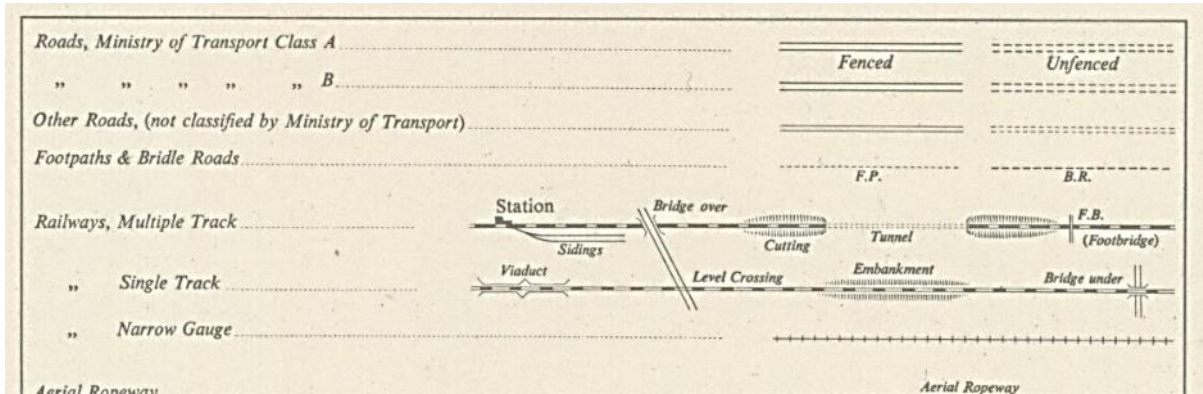 Roads, Ministry of Transport Class A
Fenced Unfenced
„ „ „ „ „ B
Other Roads, (not classified by Ministry of Transport)
Footpaths & Bridle Roads
F.P. B.R.
Railways, Multiple Track
Station Bridge over F.B.
Sidings Cutting Tunnel (Footbridge)
„ Single Track
Viaduct Level Crossing Embankment Bridge under
„ Narrow Gauge
Aerial Ropeway Aerial Ropeway